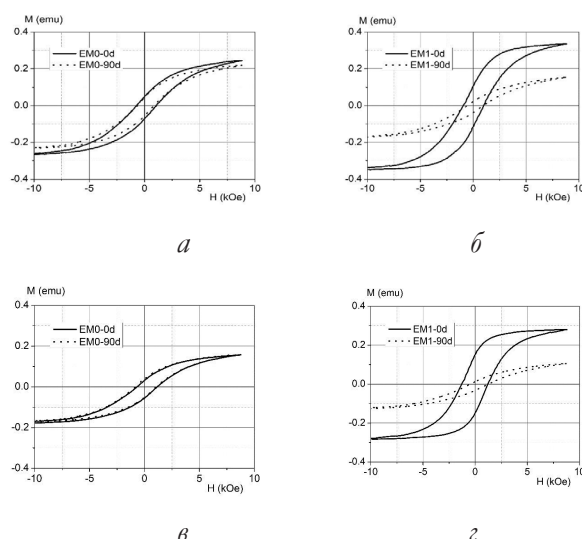 M (emu)
0.4
EM0-0d
EM0-90d
0.2
0.0
-0.2
-0.4
-10
-5
0
5
10
H (kOe)
а
M (emu)
0.4
EM1-0d
EM1-90d
0.2
0.0
-0.2
-0.4
-10
-5
0
5
10
H (kOe)
б
M (emu)
0.4
EM0-0d
EM0-90d
0.2
0.0
-0.2
-0.4
-10
-5
0
5
10
H (kOe)
в
M (emu)
0.4
EM1-0d
EM1-90d
0.2
0.0
-0.2
-0.4
-10
-5
0
5
10
H (kOe)
г